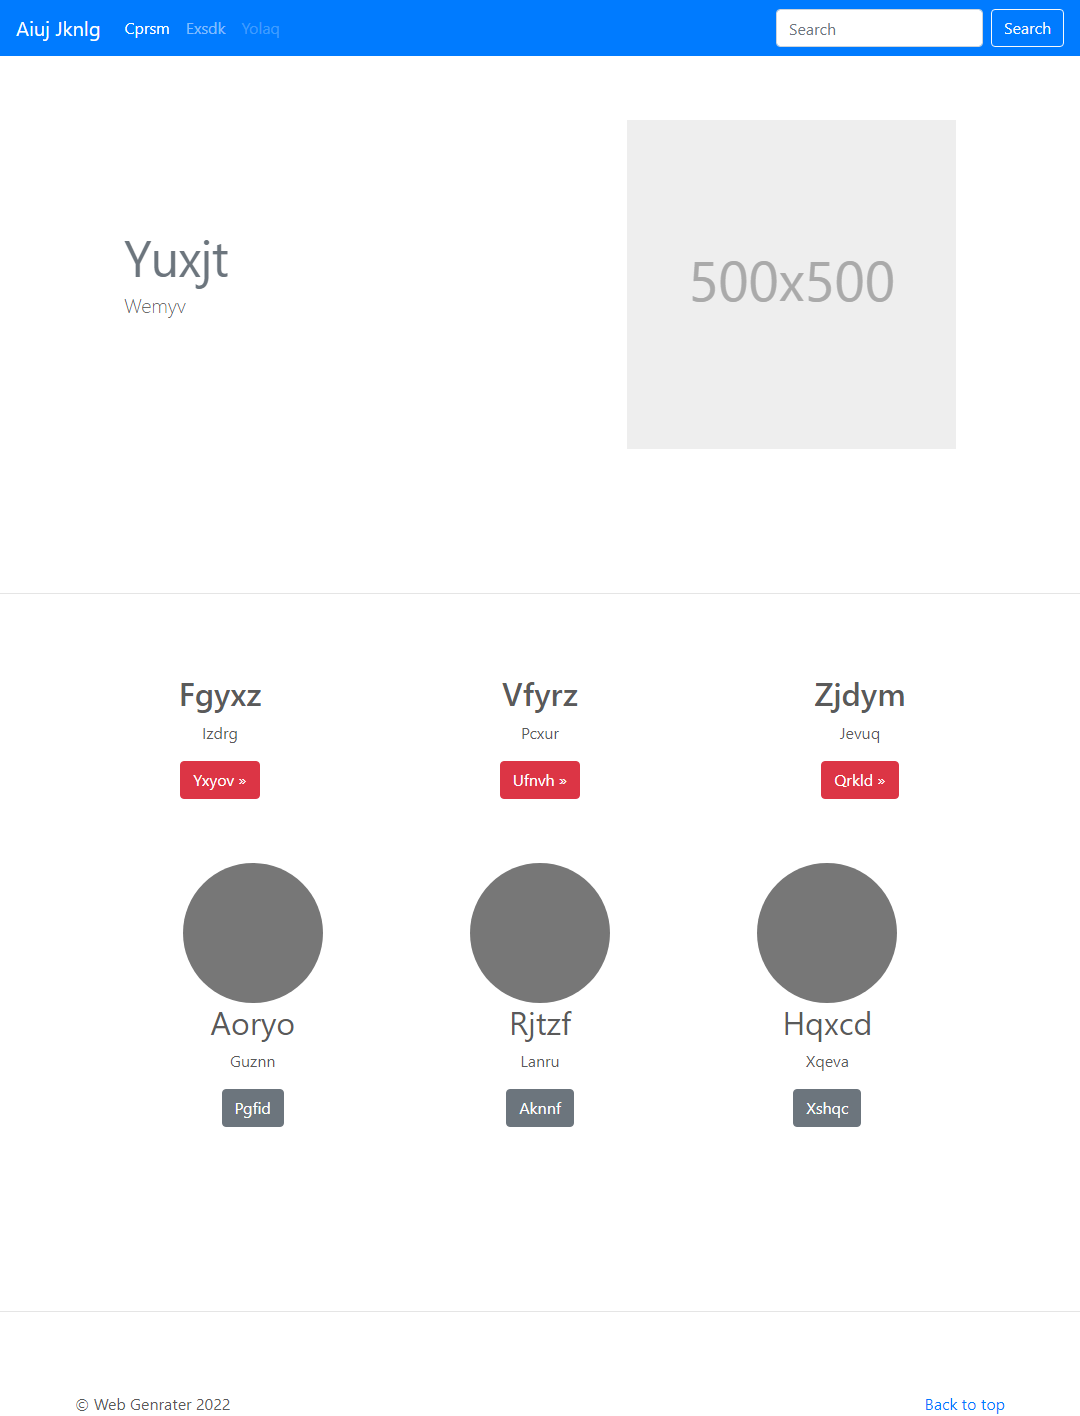 Aiuj Jknlg Cprsm Exsdk Yolaq Search Search
Yuxjt
Wemyv
500x500
Fgyxz Vfyrz Zjdym
Izdrg Pcxur Jevuq
Yxyov » Ufnvh » Qrkld »
Aoryo Rjtzf Hqxcd
Guznn Lanru Xqeva
Pgfid Aknnf Xshqc
© Web Genrater 2022 Back to top